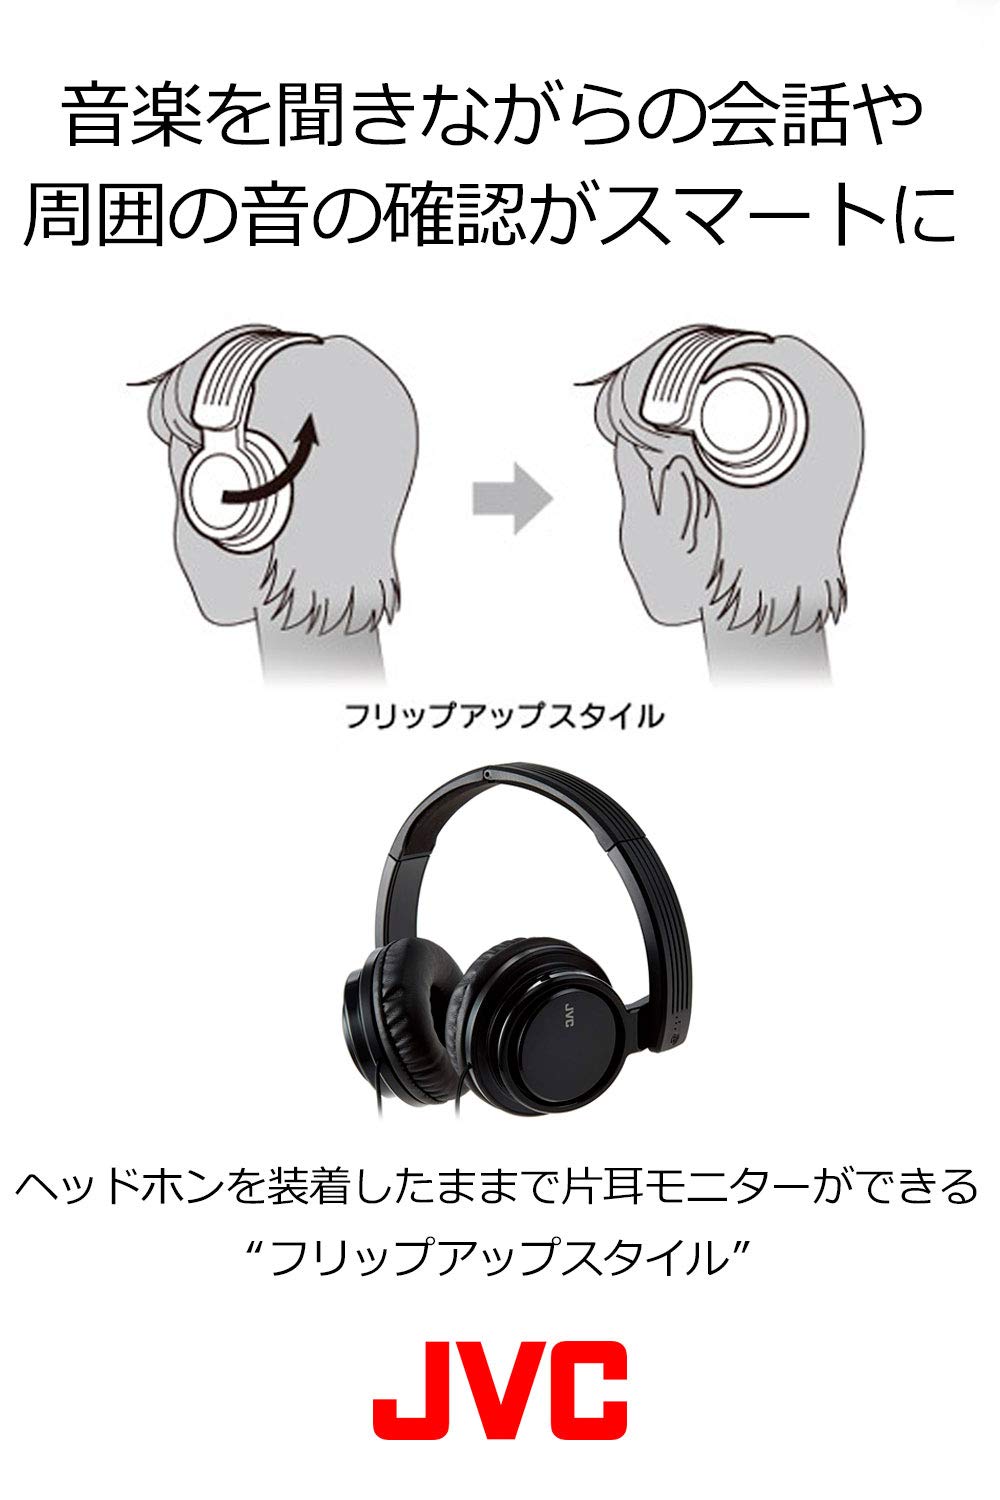 音楽を聞きながらの会話や
周囲の音の確認がスマートに
フリップアップスタイル
JVC
ヘッドホンを装着したままで片耳モニターができる
“フリップアップスタイル”
JVC